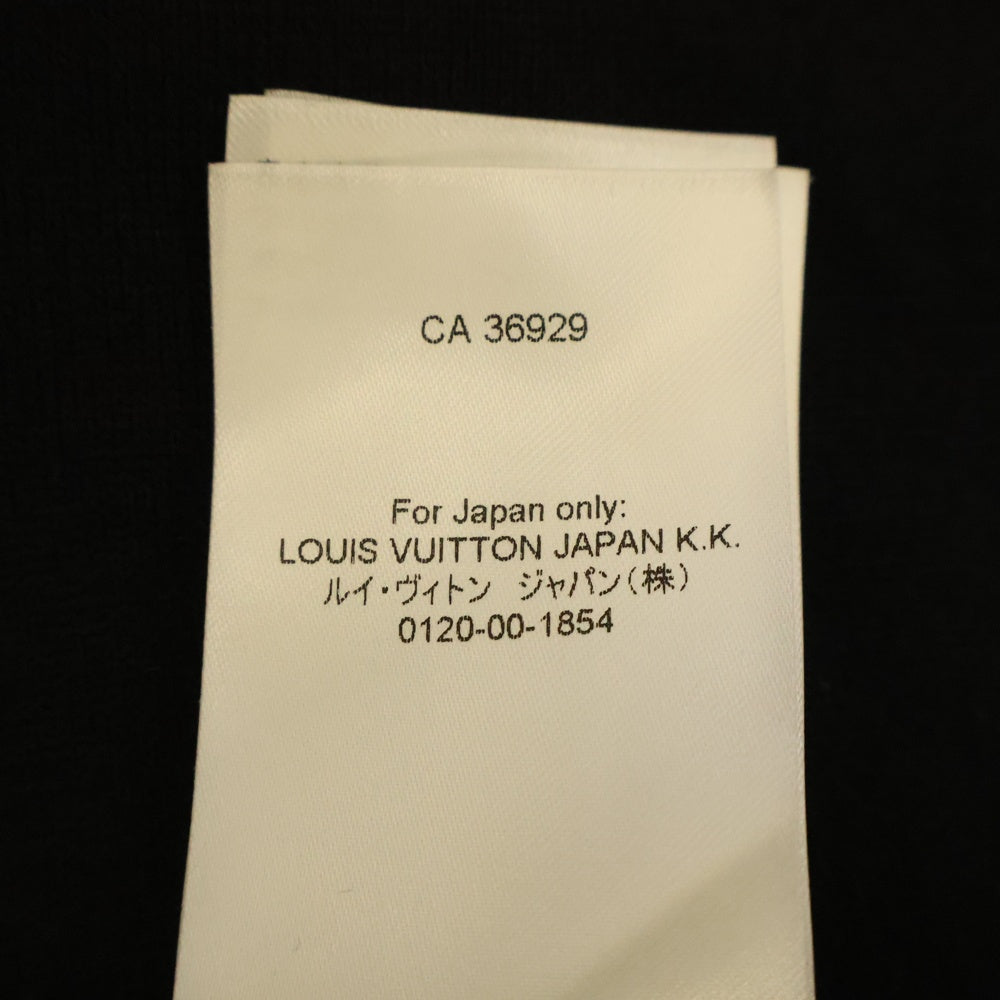 CA 36929
For Japan only:
LOUIS VUITTON JAPAN K.K.
ルイ・ヴィトン ジャパン(株)
0120-00-1854